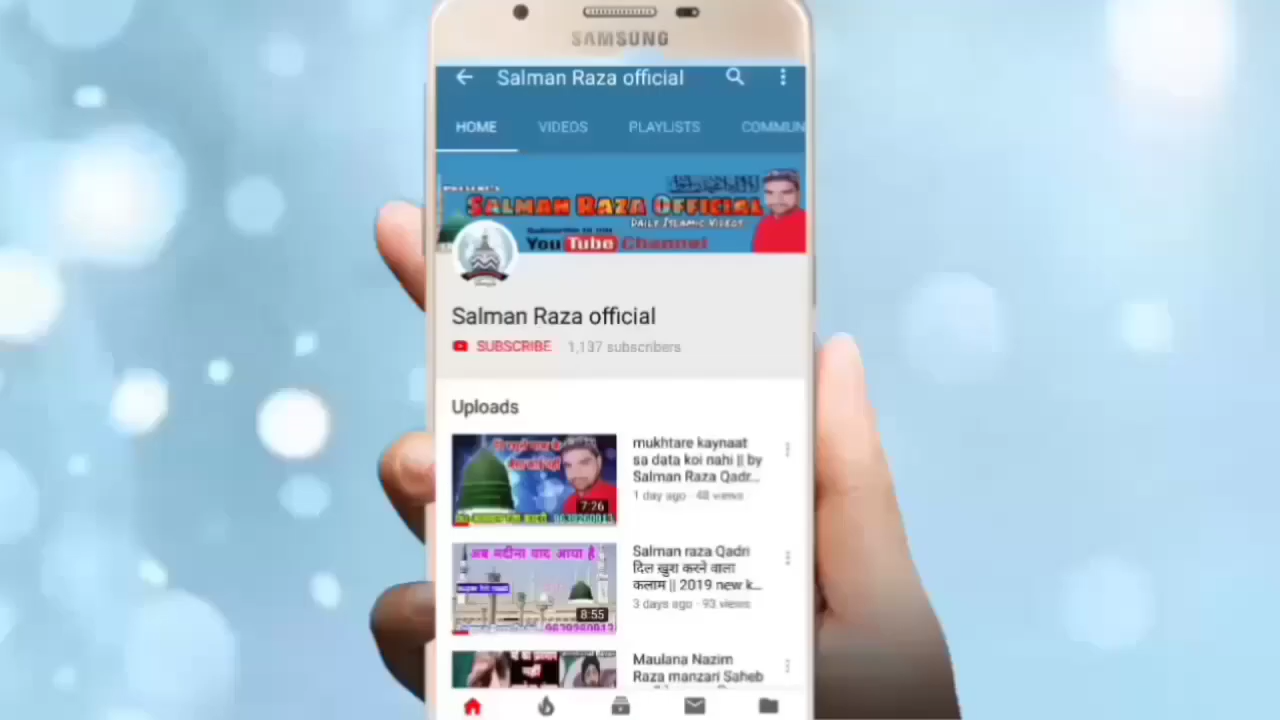 SAMSUNG
Salman Raza official
HOME VIDEOS PLAYLISTS COMMUN
SALMAN RAZA OFFICIAL
DAILY ISLAMIC VIDEOS
Subscribe to my
YouTube Channel
Salman Raza official
SUBSCRIBE 1,137 subscribers
Uploads
7:26
mukhtare kaynaat
sa data koi nahi || by
Salman Raza Qadr...
1 day ago · 48 views
अब मदीना याद आया है
8:55
Salman raza Qadri
दिल खुश करने वाला
कलाम || 2019 new k...
3 days ago · 93 views
Maulana Nazim
Raza manzari Saheb